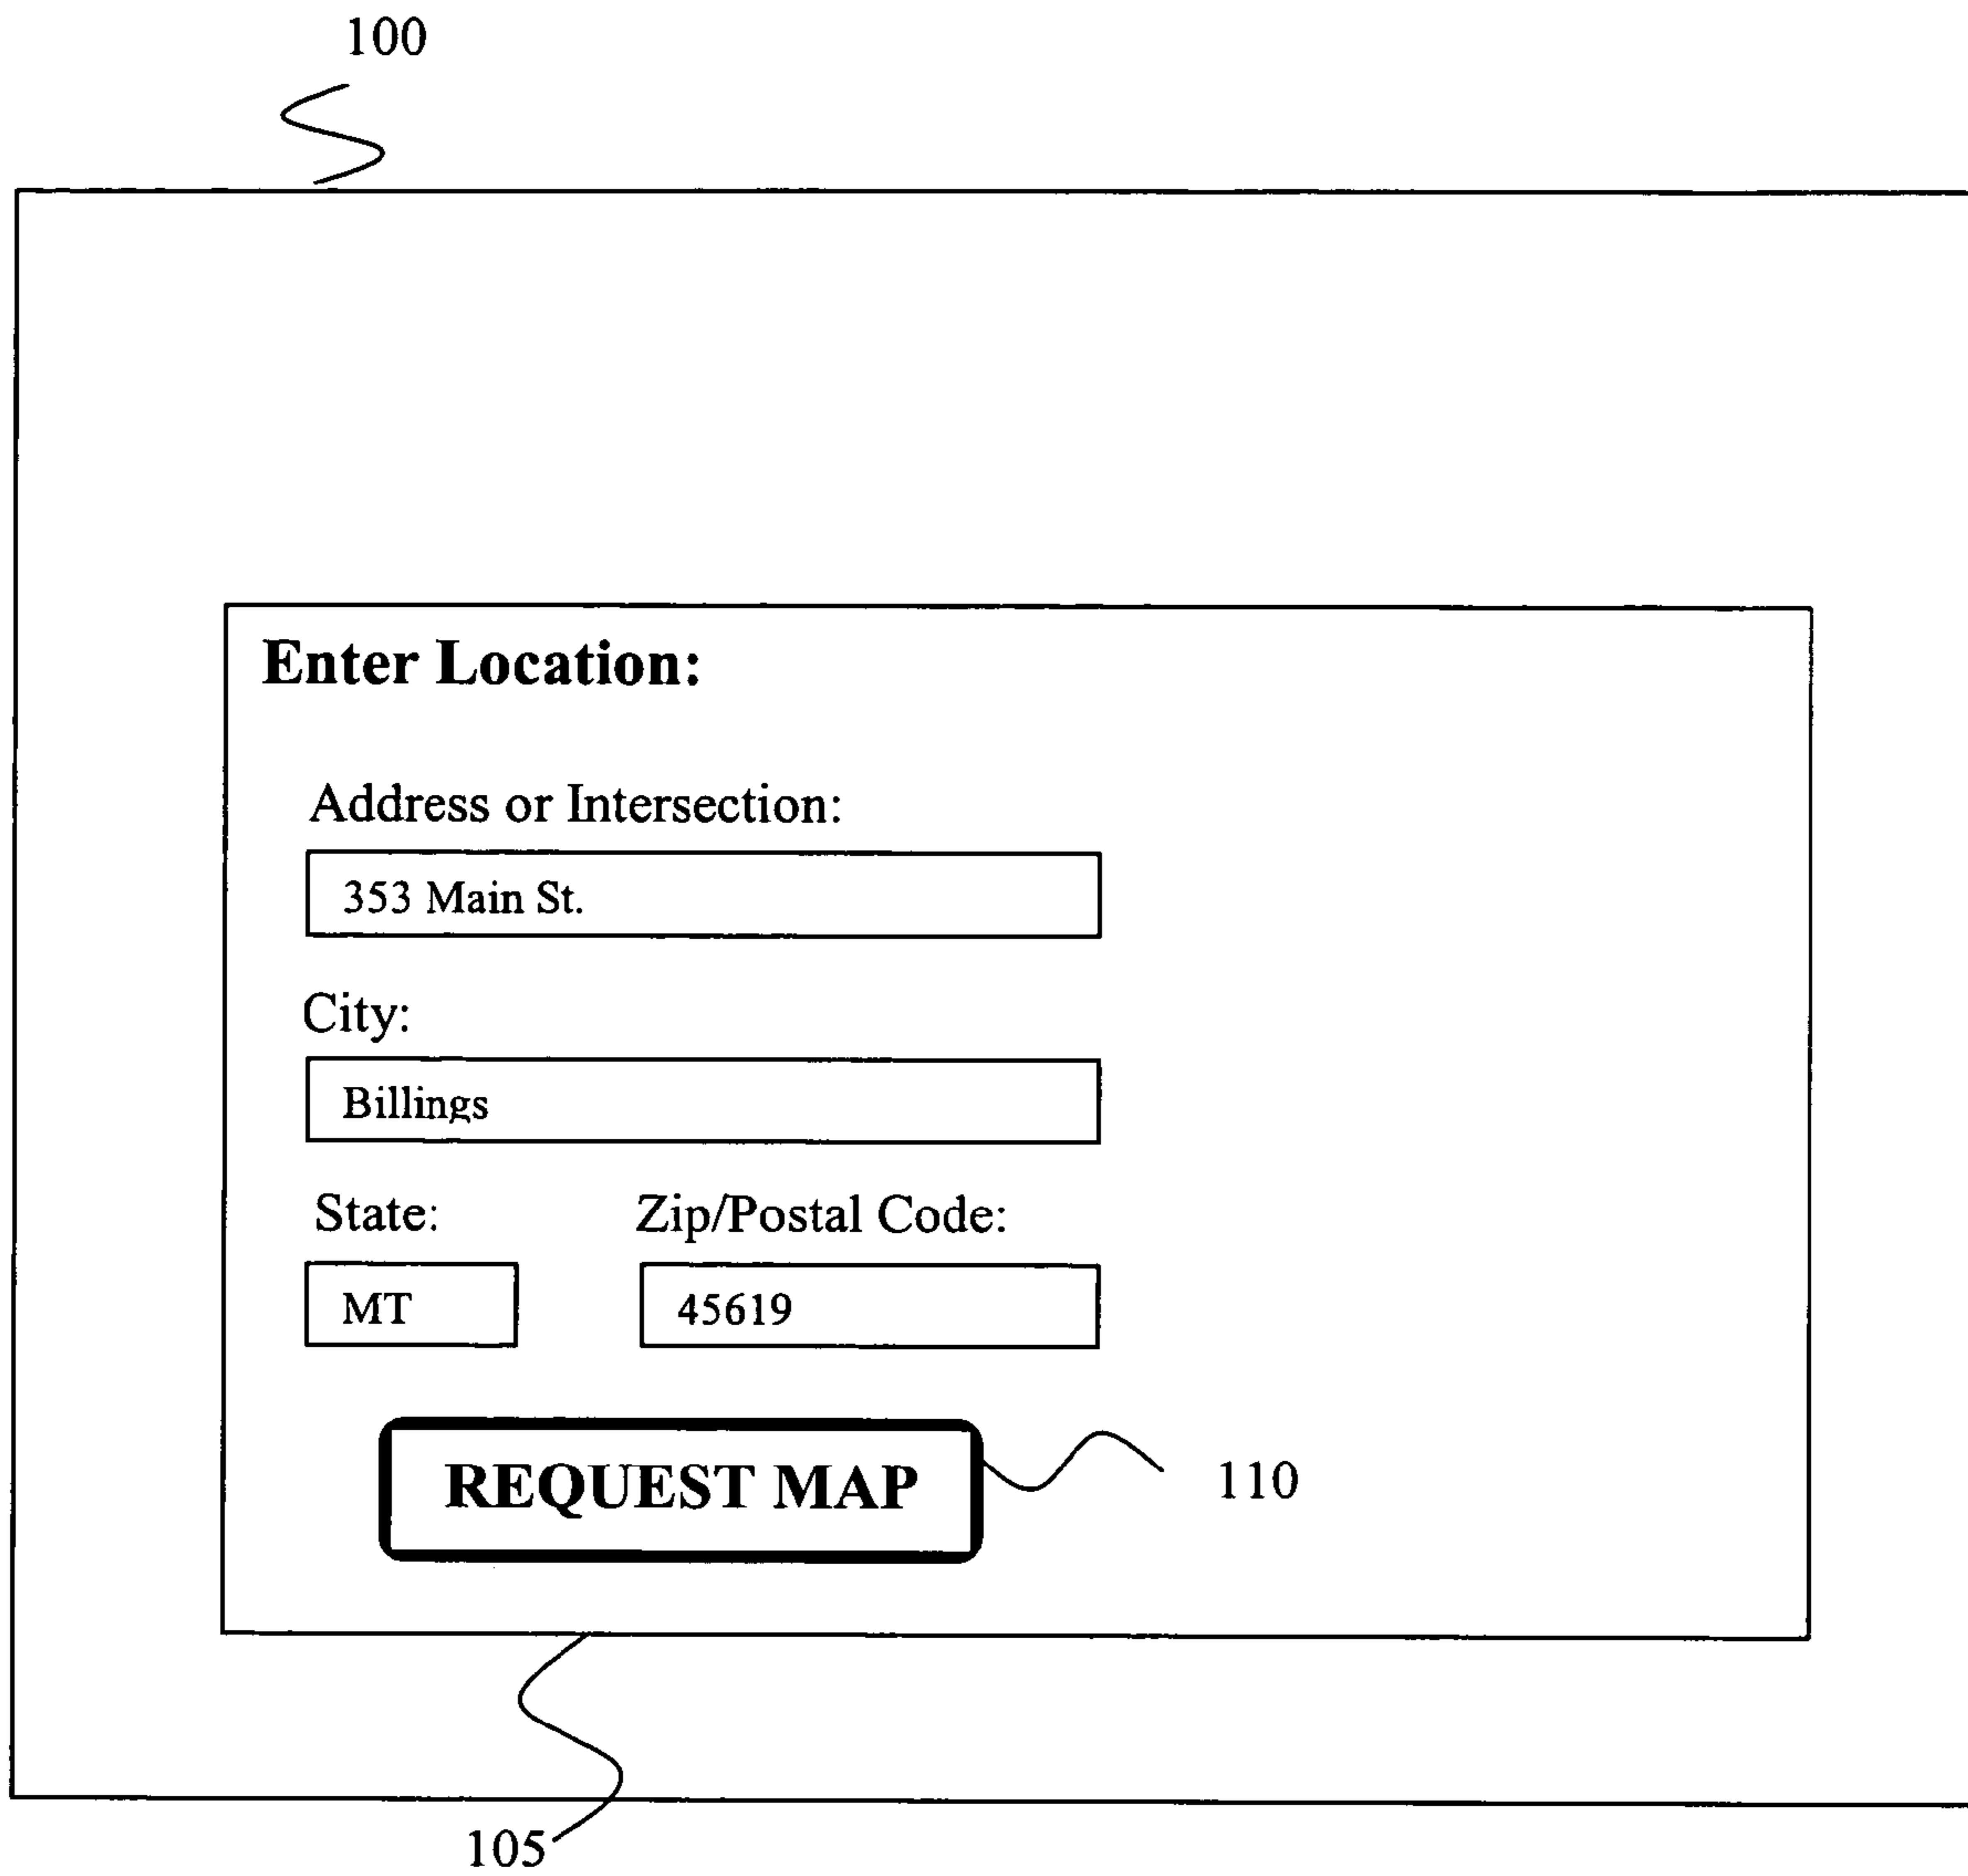 100
Enter Location:
Address or Intersection:
353 Main St.
City:
Billings
State: Zip/Postal Code:
MT 45619
REQUEST MAP 110
105